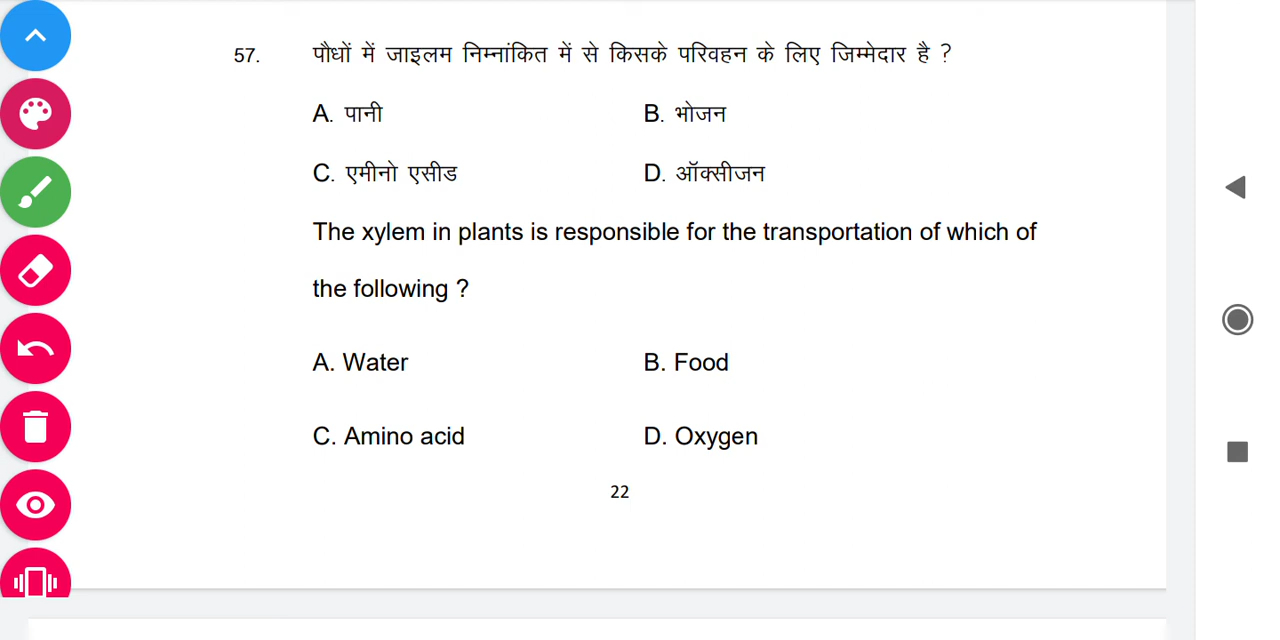 57. पौधों में जाइलम निम्नांकित में से किसके परिवहन के लिए जिम्मेदार है ?
A. पानी B. भोजन
C. एमीनो एसीड D. ऑक्सीजन
The xylem in plants is responsible for the transportation of which of
the following ?
A. Water B. Food
C. Amino acid D. Oxygen
22